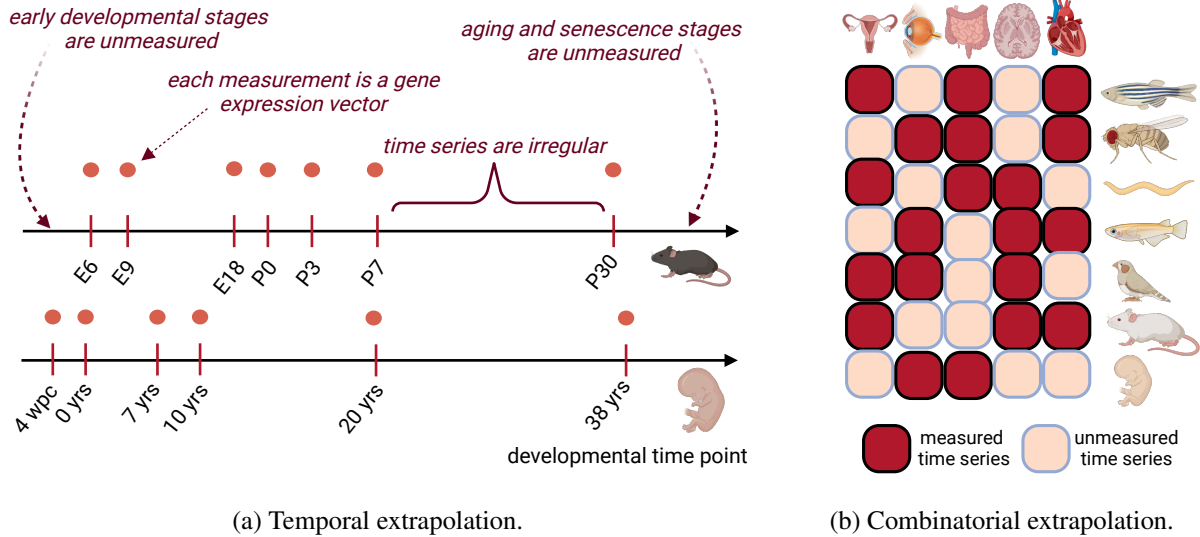 early developmental stages
are unmeasured
each measurement is a gene
expression vector
aging and senescence stages
are unmeasured
time series are irregular
E6
E9
E18
P0
P3
P7
P30
4 wpc
0 yrs
7 yrs
10 yrs
20 yrs
38 yrs
developmental time point
(a) Temporal extrapolation.
measured
time series
unmeasured
time series
(b) Combinatorial extrapolation.